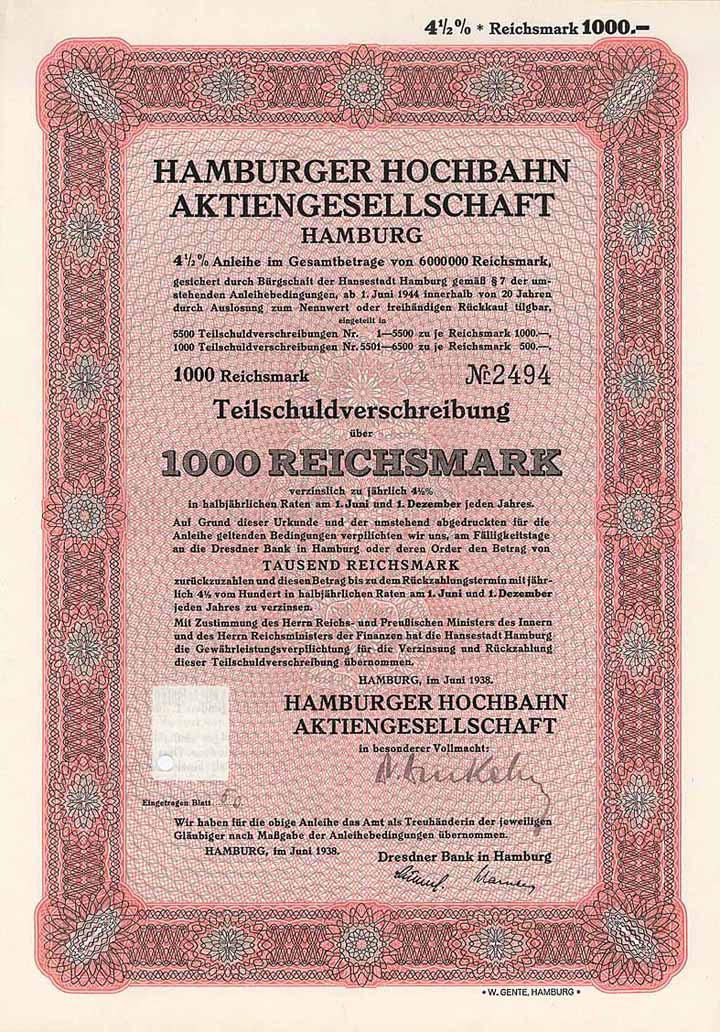 4½% * Reichsmark 1000.—
HAMBURGER HOCHBAHN
AKTIENGESELLSCHAFT
HAMBURG
4½% Anleihe im Gesamtbetrage von 6000000 Reichsmark,
gesichert durch Bürgschaft der Hansestadt Hamburg gemäß § 7 der um-
stehenden Anleihebedingungen, ab 1. Juni 1944 innerhalb von 20 Jahren
durch Auslosung zum Nennwert oder freihändigen Rückkauf tilgbar,
eingeteilt in
5500 Teilschuldverschreibungen Nr. 1—5500 zu je Reichsmark 1000.—,
1000 Teilschuldverschreibungen Nr. 5501—6500 zu je Reichsmark 500.—,
1000 Reichsmark № 2494
Teilschuldverschreibung
über
1000 REICHSMARK
verzinslich zu jährlich 4½%
in halbjährlichen Raten am 1. Juni und 1. Dezember jeden Jahres.
Auf Grund dieser Urkunde und der umstehend abgedruckten für die
Anleihe geltenden Bedingungen verpflichten wir uns, am Fälligkeitstage
an die Dresdner Bank in Hamburg oder deren Order den Betrag von
TAUSEND REICHSMARK
zurückzuzahlen und diesen Betrag bis zu dem Rückzahlungstermin mit jähr-
lich 4½ vom Hundert in halbjährlichen Raten am 1. Juni und 1. Dezember
jeden Jahres zu verzinsen.
Mit Zustimmung des Herrn Reichs- und Preußischen Ministers des Innern
und des Herrn Reichsministers der Finanzen hat die Hansestadt Hamburg
die Gewährleistungsverpflichtung für die Verzinsung und Rückzahlung
dieser Teilschuldverschreibung übernommen.
HAMBURG, im Juni 1938.
HAMBURGER HOCHBAHN
AKTIENGESELLSCHAFT
in besonderer Vollmacht:
Eingetragen Blatt
Wir haben für die obige Anleihe das Amt als Treuhänderin der jeweiligen
Gläubiger nach Maßgabe der Anleihebedingungen übernommen.
HAMBURG, im Juni 1938.
Dresdner Bank in Hamburg
* W. GENTE, HAMBURG *